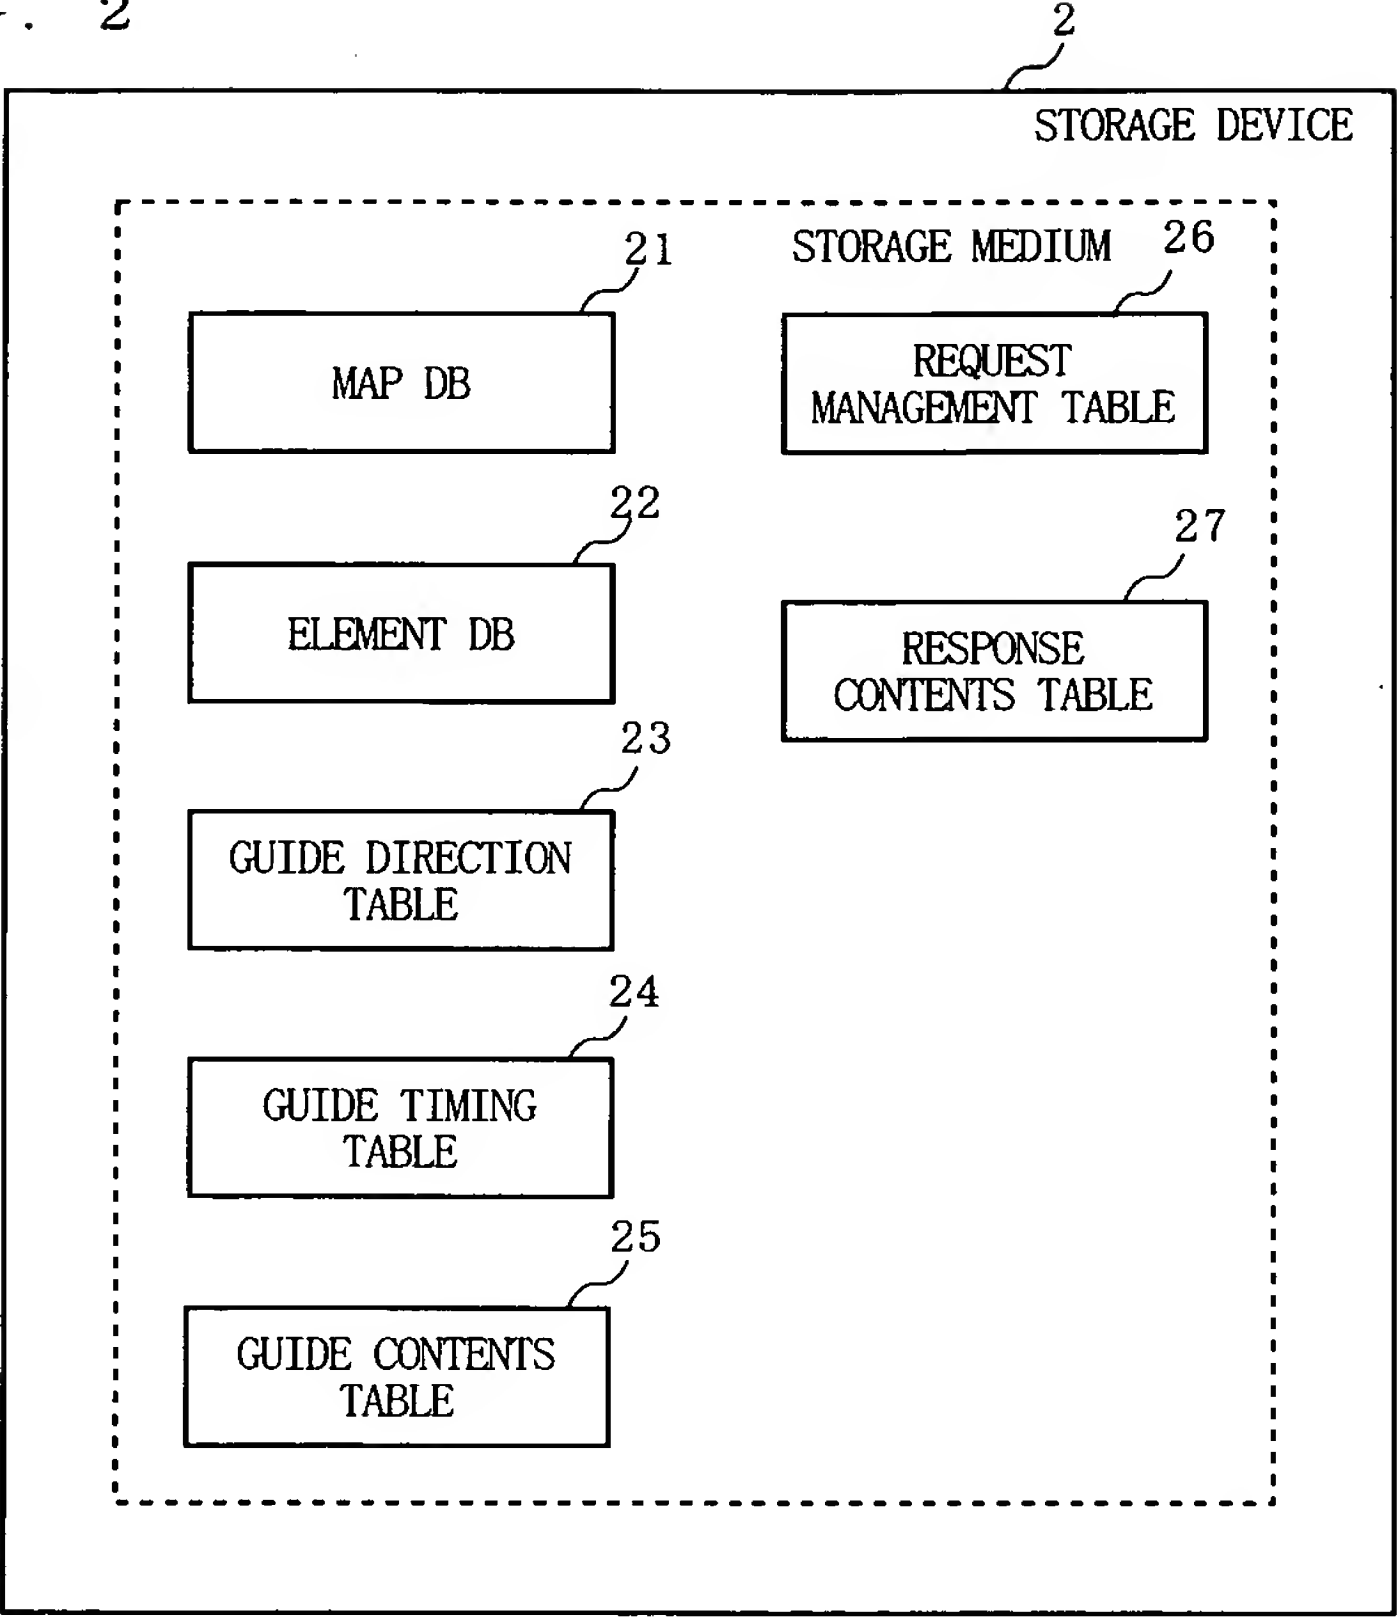 . 2
2
STORAGE DEVICE
STORAGE MEDIUM
21
MAP DB
22
ELEMENT DB
23
GUIDE DIRECTION
TABLE
24
GUIDE TIMING
TABLE
25
GUIDE CONTENTS
TABLE
26
REQUEST
MANAGEMENT TABLE
27
RESPONSE
CONTENTS TABLE